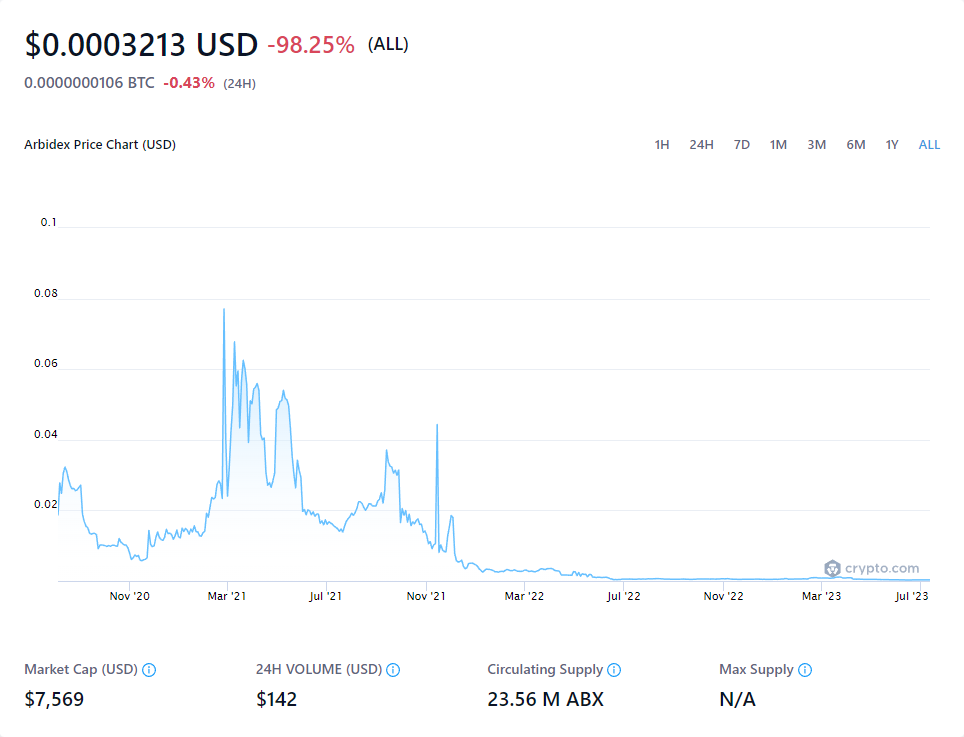 $0.0003213 USD -98.25% (ALL)
0.0000000106 BTC -0.43% (24H)
Arbidex Price Chart (USD) 1H 24H 7D 1M 3M 6M 1Y ALL
0.1
0.08
0.06
0.04
0.02
crypto.com
Nov '20 Mar '21 Jul '21 Nov '21 Mar '22 Jul '22 Nov '22 Mar '23 Jul '23
Market Cap (USD) 24H VOLUME (USD) Circulating Supply Max Supply
$7,569 $142 23.56 M ABX N/A